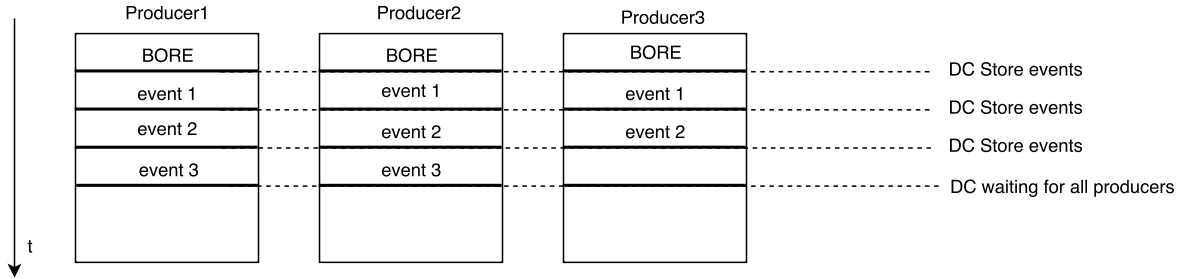 Producer1 Producer2 Producer3
BORE BORE BORE
DC Store events
event 1 event 1 event 1
DC Store events
event 2 event 2 event 2
DC Store events
event 3 event 3
DC waiting for all producers
t